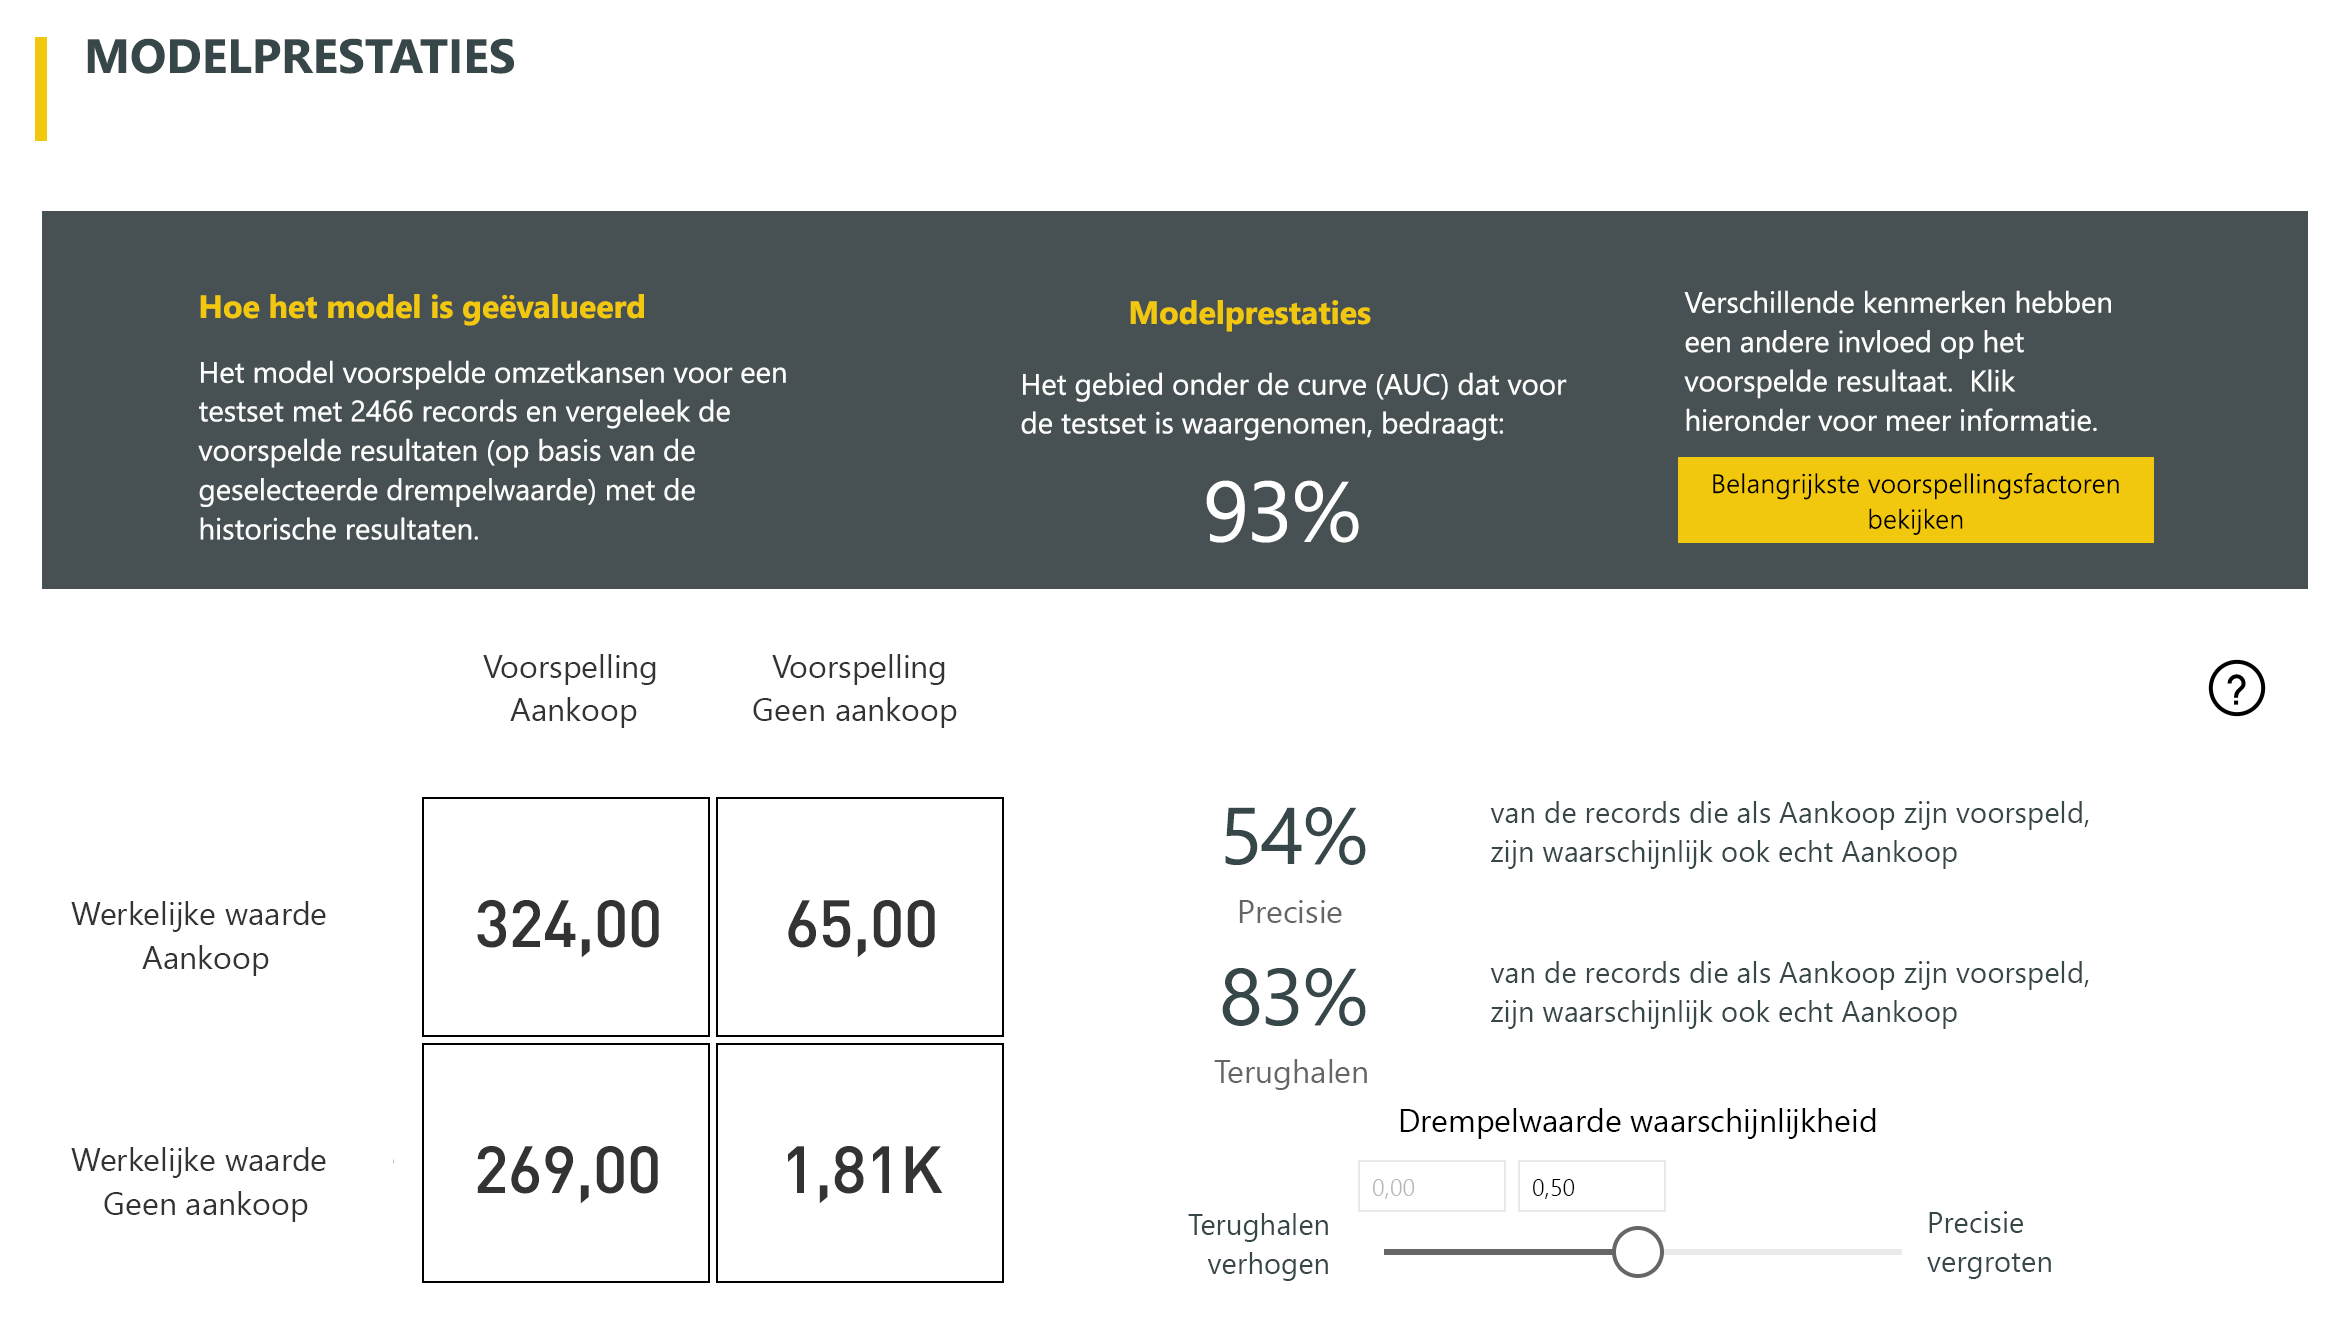 MODELPRESTATIES
Hoe het model is geëvalueerd
Het model voorspelde omzetkansen voor een
testset met 2466 records en vergeleek de
voorspelde resultaten (op basis van de
geselecteerde drempelwaarde) met de
historische resultaten.
Modelprestaties
Het gebied onder de curve (AUC) dat voor
de testset is waargenomen, bedraagt:
93%
Verschillende kenmerken hebben
een andere invloed op het
voorspelde resultaat.  Klik
hieronder voor meer informatie.
Belangrijkste voorspellingsfactoren
bekijken
Voorspelling
Aankoop
Voorspelling
Geen aankoop
?
Werkelijke waarde
Aankoop
324,00
65,00
Werkelijke waarde
Geen aankoop
269,00
1,81K
54%
Precisie
van de records die als Aankoop zijn voorspeld,
zijn waarschijnlijk ook echt Aankoop
83%
Terughalen
van de records die als Aankoop zijn voorspeld,
zijn waarschijnlijk ook echt Aankoop
Drempelwaarde waarschijnlijkheid
0,00
0,50
Terughalen
verhogen
Precisie
vergroten